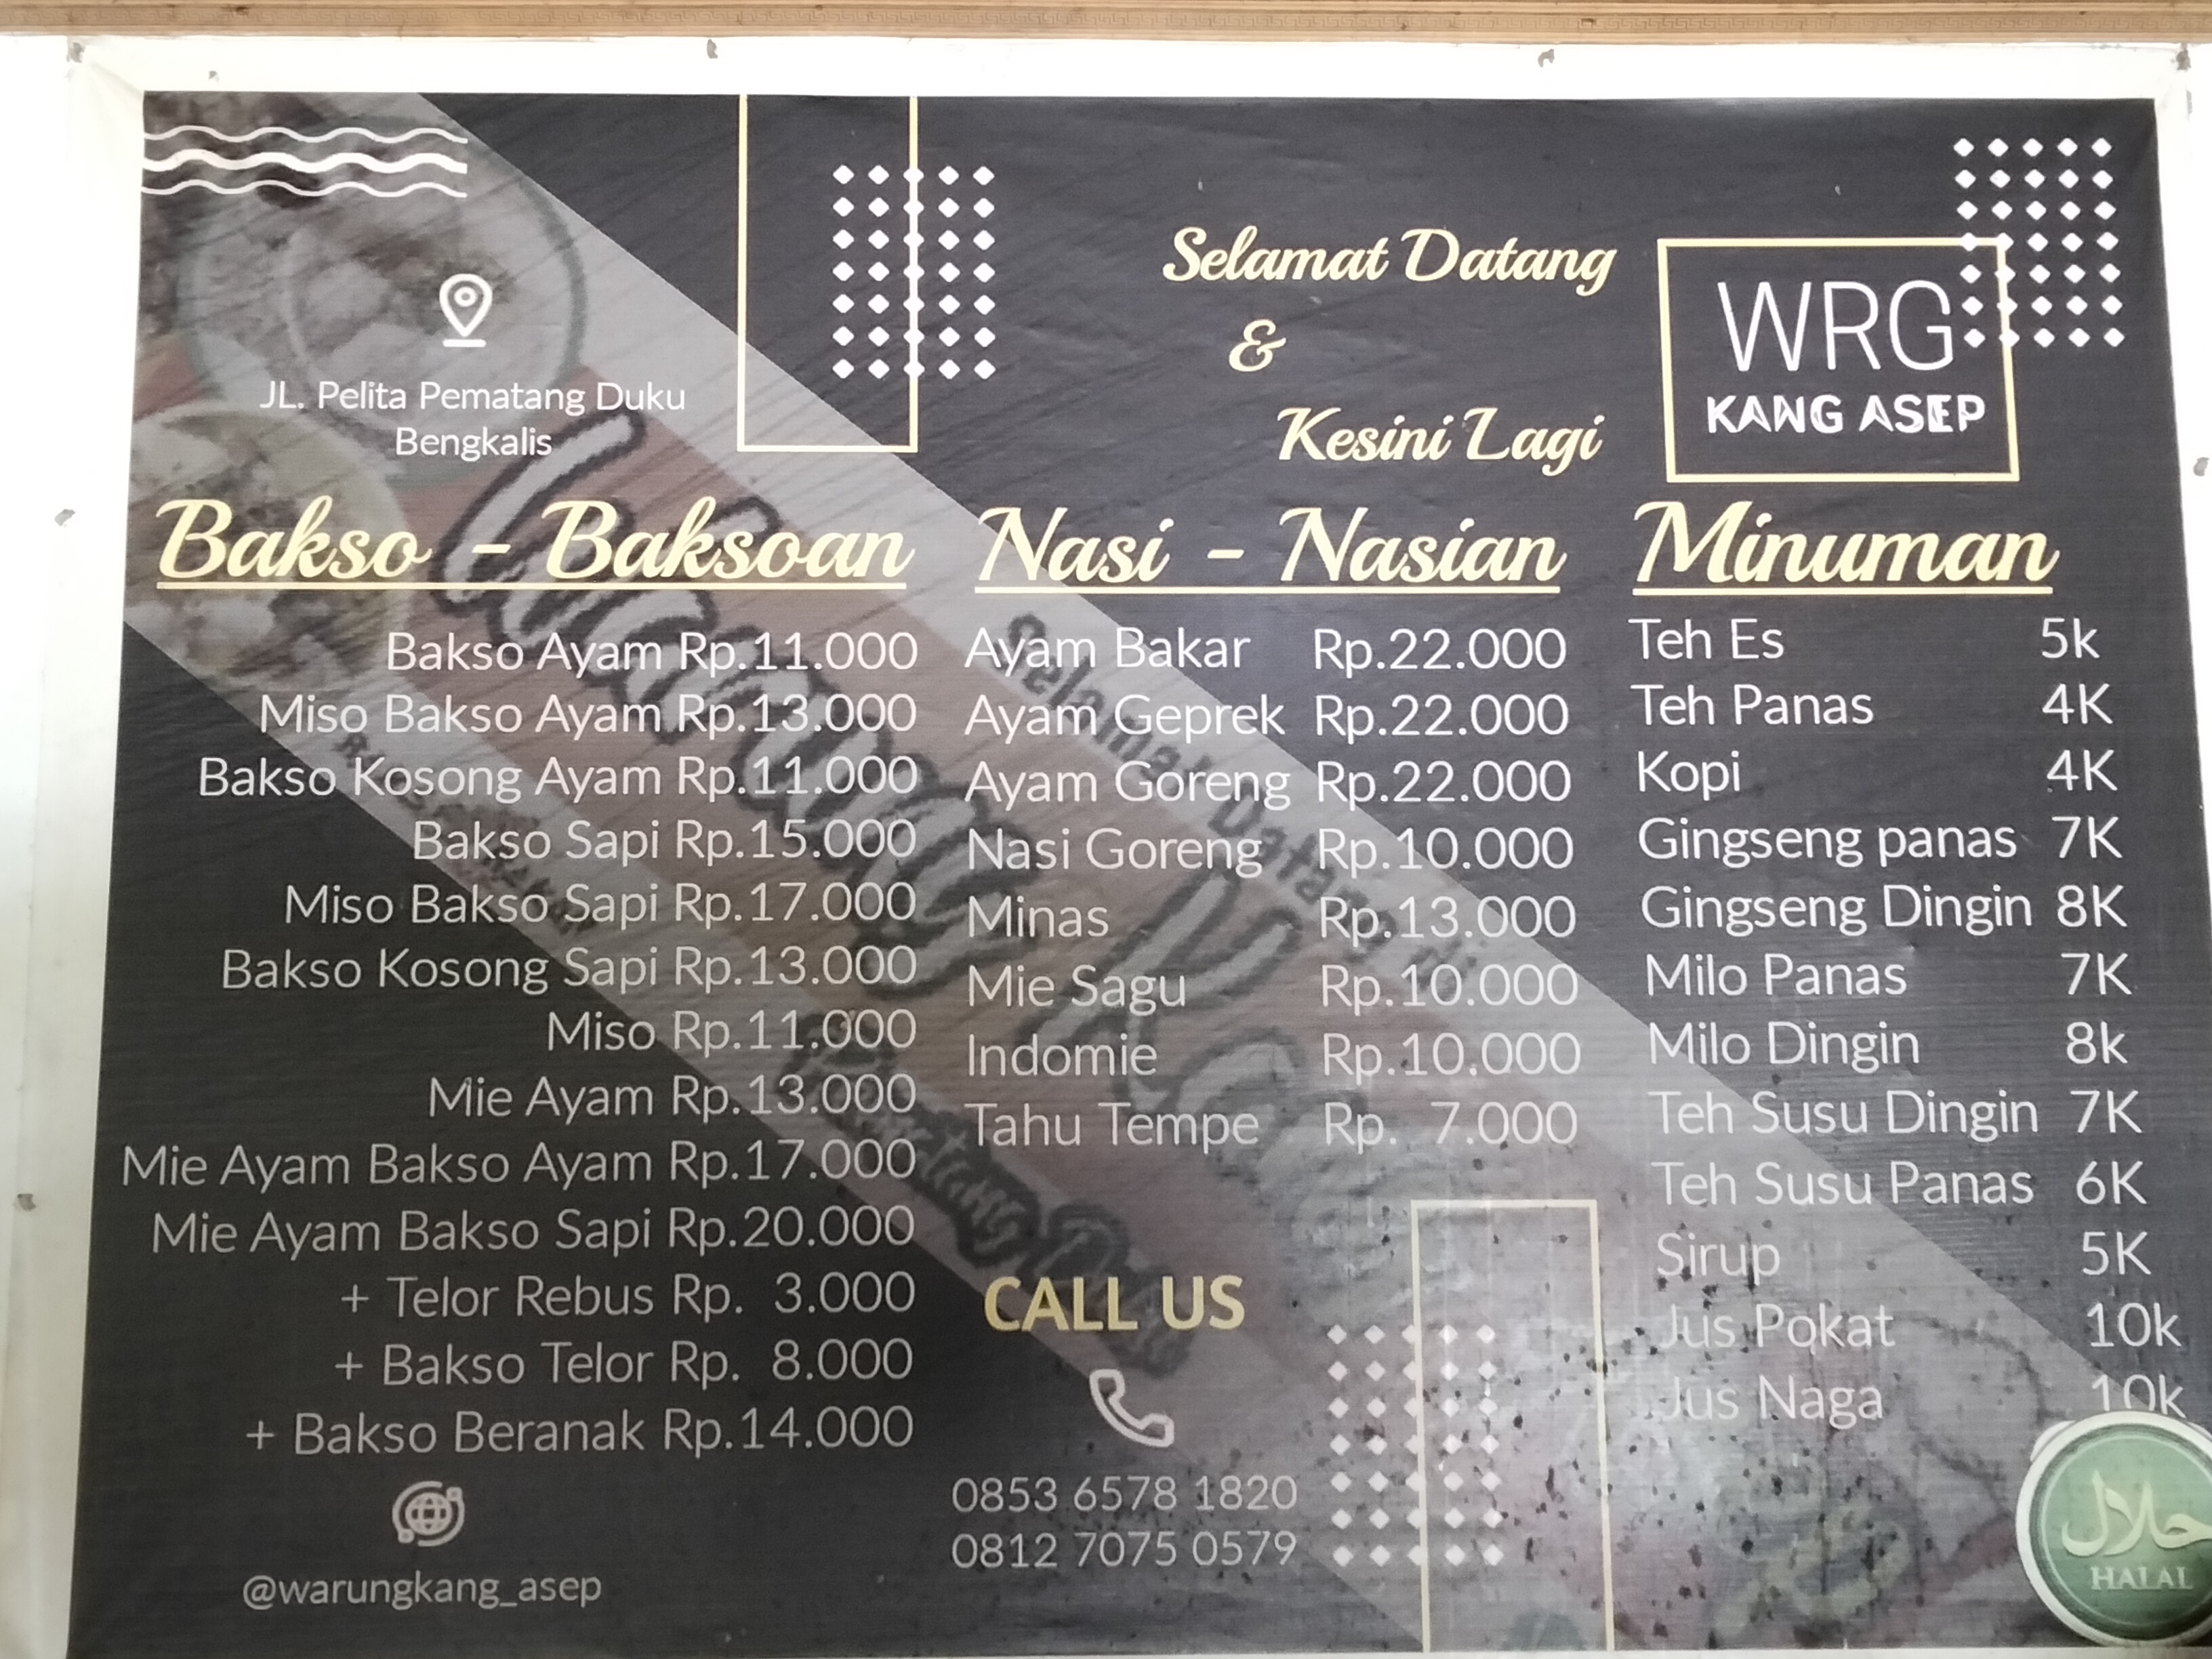 JL. Pelita Pematang Duku
Bengkalis
Selamat Datang
&
Kesini Lagi
WRG
KANG ASEP
Bakso - Baksoan
Bakso Ayam Rp.11.000
Miso Bakso Ayam Rp.13.000
Bakso Kosong Ayam Rp.11.000
Bakso Sapi Rp.15.000
Miso Bakso Sapi Rp.17.000
Bakso Kosong Sapi Rp.13.000
Miso Rp.11.000
Mie Ayam Rp.13.000
Mie Ayam Bakso Ayam Rp.17.000
Mie Ayam Bakso Sapi Rp.20.000
+ Telor Rebus Rp. 3.000
+ Bakso Telor Rp. 8.000
+ Bakso Beranak Rp.14.000
@warungkang_asep
Nasi - Nasian
Ayam Bakar Rp.22.000
Ayam Geprek Rp.22.000
Ayam Goreng Rp.22.000
Nasi Goreng Rp.10.000
Minas Rp.13.000
Mie Sagu Rp.10.000
Indomie Rp.10.000
Tahu Tempe Rp. 7.000
CALL US
0853 6578 1820
0812 7075 0579
Minuman
Teh Es 5k
Teh Panas 4K
Kopi 4K
Gingseng panas 7K
Gingseng Dingin 8K
Milo Panas 7K
Milo Dingin 8k
Teh Susu Dingin 7K
Teh Susu Panas 6K
Sirup 5K
Jus Pokat 10k
Jus Naga 10k
حلال
HALAL
Warung
Selamat Datang di